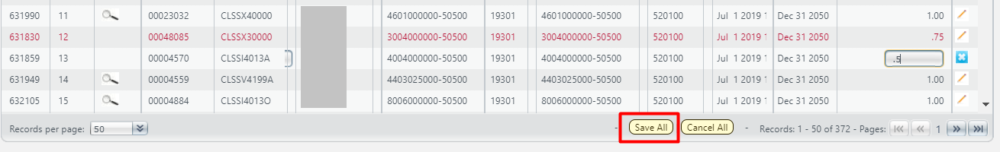 631990 11 00023032 CLSSX40000 4601000000-50500 19301 4601000000-50500 520100 Jul 1 2019 1 Dec 31 2050 1.00
631830 12 00048085 CLSSX30000 3004000000-50500 19301 3004000000-50500 520100 Jul 1 2019 1 Dec 31 2050 .75
631859 13 00004570 CLSSI4013A 4004000000-50500 19301 4004000000-50500 520100 Jul 1 2019 1 Dec 31 2050 .5
631949 14 00004559 CLSSV4199A 4403025000-50500 19301 4403025000-50500 520100 Jul 1 2019 1 Dec 31 2050 1.00
632105 15 00004884 CLSSI4013O 8006000000-50500 19301 8006000000-50500 520100 Jul 1 2019 1 Dec 31 2050 1.00
Records per page: 50 - Save All Cancel All - Records: 1 - 50 of 372 - Pages: 1